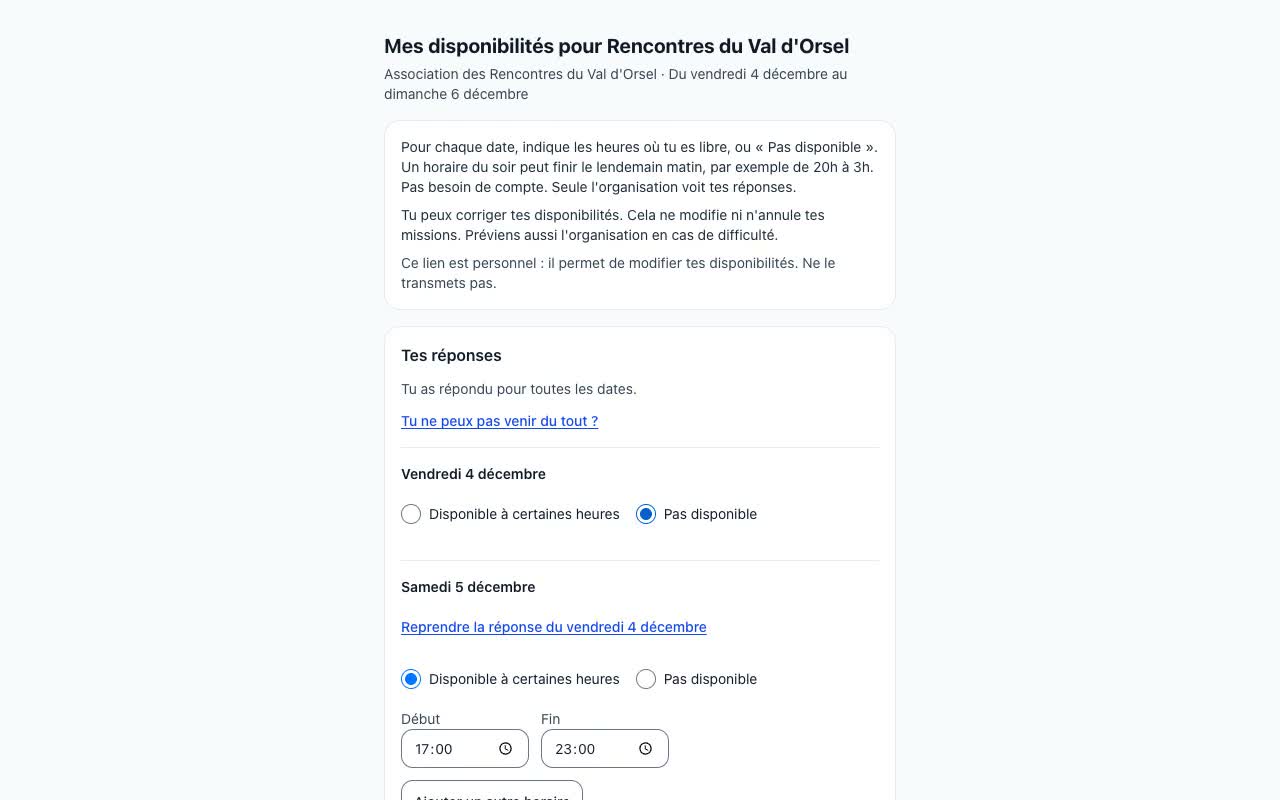 Mes disponibilités pour Rencontres du Val d'Orsel
Association des Rencontres du Val d'Orsel · Du vendredi 4 décembre au
dimanche 6 décembre
Pour chaque date, indique les heures où tu es libre, ou « Pas disponible ».
Un horaire du soir peut finir le lendemain matin, par exemple de 20h à 3h.
Pas besoin de compte. Seule l'organisation voit tes réponses.
Tu peux corriger tes disponibilités. Cela ne modifie ni n'annule tes
missions. Préviens aussi l'organisation en cas de difficulté.
Ce lien est personnel : il permet de modifier tes disponibilités. Ne le
transmets pas.
Tes réponses
Tu as répondu pour toutes les dates.
Tu ne peux pas venir du tout ?
Vendredi 4 décembre
Disponible à certaines heures Pas disponible
Samedi 5 décembre
Reprendre la réponse du vendredi 4 décembre
Disponible à certaines heures Pas disponible
Début Fin
17:00 23:00
Ajouter un autre horaire